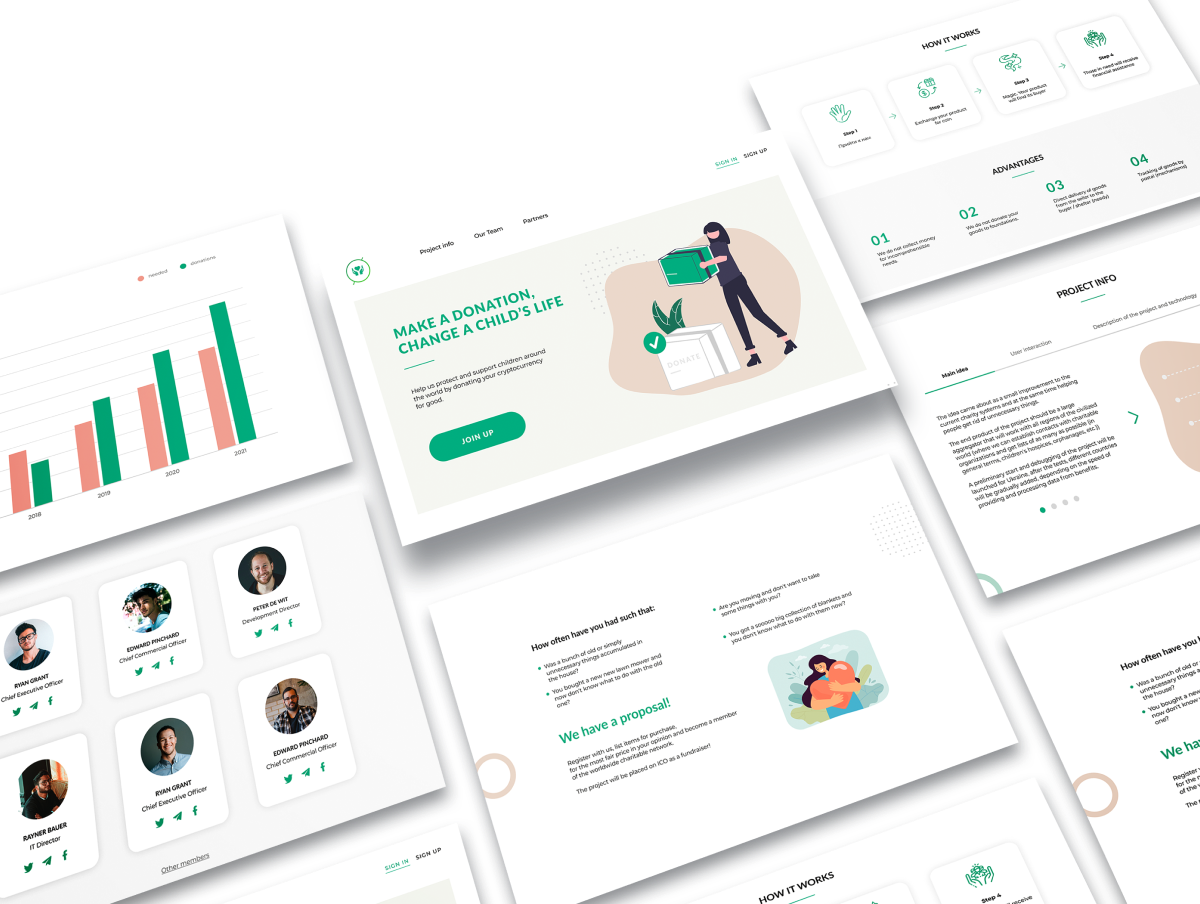 HOW IT WORKS
Step 1
Step 2
Exchange your product
for coin
Step 3
Magic. Your product
will find its buyer
Step 4
Those in need will receive
financial assistance
ADVANTAGES
01
We do not collect money
for incomprehensible
needs.
02
We do not donate your
goods to foundations.
03
Direct delivery of goods
from the seller to the
buyer / shelter (needy)
04
Tracking of goods by
postal (mechanisms)
SIGN IN
SIGN UP
Project info
Our Team
Partners
MAKE A DONATION,
CHANGE A CHILD'S LIFE
Help us protect and support children around
the world by donating your cryptocurrency
for good.
JOIN UP
DONATE
needed
donations
2018
2019
2020
2021
PROJECT INFO
Main idea
User interaction
Description of the project and technology
The idea came about as a small improvement to the
current charity systems and at the same time helping
people get rid of unnecessary things.
The end product of the project should be a large
aggregator that will work with all regions of the civilized
world (where we can establish contacts with charitable
organizations and get lists of as many as possible (in
general terms, children's hospices, orphanages, etc.))
A preliminary start and debugging of the project will be
launched for Ukraine, after the tests, different countries
will be gradually added, depending on the speed of
providing and processing data from benefits.
RYAN GRANT
Chief Executive Officer
EDWARD PINCHARD
Chief Commercial Officer
PETER DE WIT
Development Director
RAYNER BAUER
IT Director
RYAN GRANT
Chief Executive Officer
EDWARD PINCHARD
Chief Commercial Officer
Other members
How often have you had such that:
Was a bunch of old or simply
unnecessary things accumulated in
the house?
You bought a new new lawn mower and
now don't know what to do with the old
one?
Are you moving and don't want to take
some things with you?
You got a sooooo big collection of blankets and
you don't know what to do with them now?
We have a proposal!
Register with us, list items for purchase,
for the most fair price in your opinion and become a member
of the worldwide charitable network.
The project will be placed on ICO as a fundraiser!
How often have you
Was a bunch of old or
unnecessary things
the house?
You bought a new
now don't know
one?
We ha
Register with
for the
of the
The
SIGN IN
SIGN UP
HOW IT WORKS
Step 4
receive